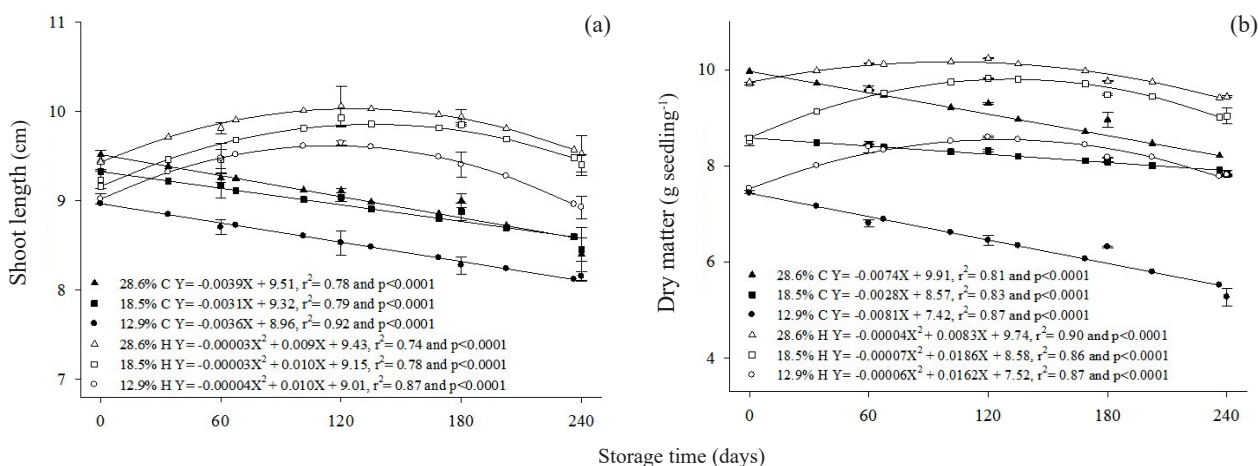 (a)
11
10
9
8
7
Shoot length (cm)
28.6% C Y= -0.0039X + 9.51, r²= 0.78 and p<0.0001
18.5% C Y= -0.0031X + 9.32, r²= 0.79 and p<0.0001
12.9% C Y= -0.0036X + 8.96, r²= 0.92 and p<0.0001
28.6% H Y= -0.00003X² + 0.009X + 9.43, r²= 0.74 and p<0.0001
18.5% H Y= -0.00003X² + 0.010X + 9.15, r²= 0.78 and p<0.0001
12.9% H Y= -0.00004X² + 0.010X + 9.01, r²= 0.87 and p<0.0001
0 60 120 180 240
(b)
10
8
6
4
Dry matter (g seedling⁻¹)
28.6% C Y= -0.0074X + 9.91, r²= 0.81 and p<0.0001
18.5% C Y= -0.0028X + 8.57, r²= 0.83 and p<0.0001
12.9% C Y= -0.0081X + 7.42, r²= 0.87 and p<0.0001
28.6% H Y= -0.00004X² + 0.0083X + 9.74, r²= 0.90 and p<0.0001
18.5% H Y= -0.00007X² + 0.0186X + 8.58, r²= 0.86 and p<0.0001
12.9% H Y= -0.00006X² + 0.0162X + 7.52, r²= 0.87 and p<0.0001
0 60 120 180 240
Storage time (days)